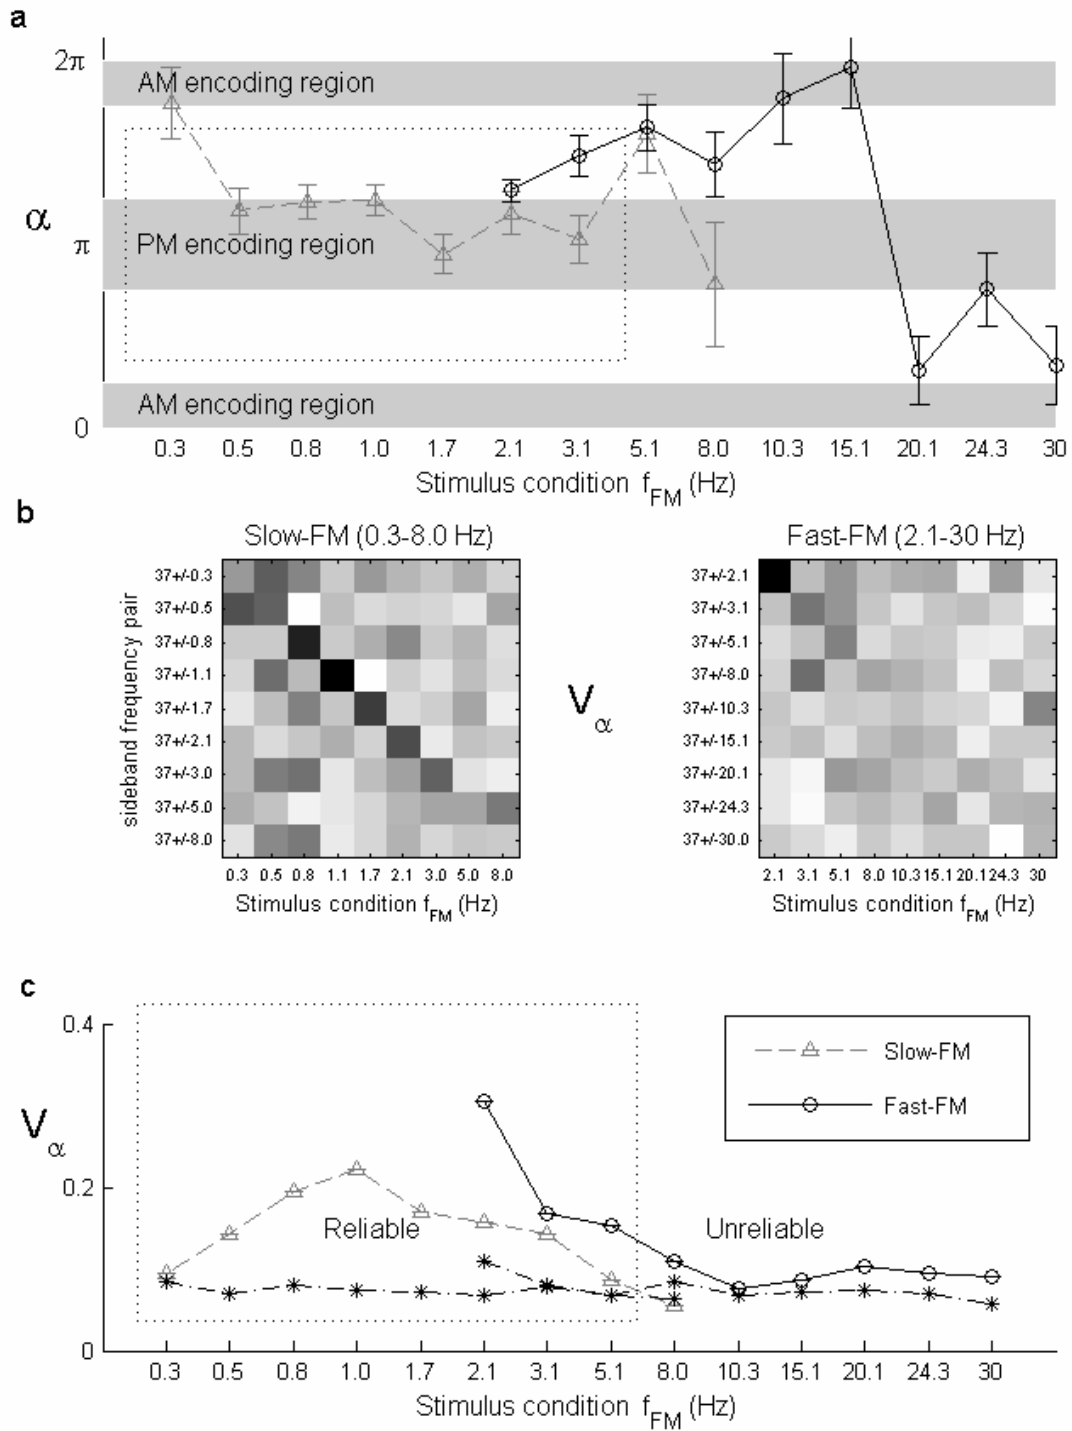 a
2π
AM encoding region
α
π
PM encoding region
AM encoding region
0
0.3 0.5 0.8 1.0 1.7 2.1 3.1 5.1 8.0 10.3 15.1 20.1 24.3 30
Stimulus condition f_FM (Hz)
b
Slow-FM (0.3-8.0 Hz)
sideband frequency pair
37+/-0.3
37+/-0.5
37+/-0.8
37+/-1.1
37+/-1.7
37+/-2.1
37+/-3.0
37+/-5.0
37+/-8.0
0.3 0.5 0.8 1.1 1.7 2.1 3.0 5.0 8.0
Stimulus condition f_FM (Hz)
V_α
Fast-FM (2.1-30 Hz)
37+/-2.1
37+/-3.1
37+/-5.1
37+/-8.0
37+/-10.3
37+/-15.1
37+/-20.1
37+/-24.3
37+/-30.0
2.1 3.1 5.1 8.0 10.3 15.1 20.1 24.3 30
Stimulus condition f_FM (Hz)
c
0.4
V_α
0.2
0
Reliable
Unreliable
Slow-FM
Fast-FM
0.3 0.5 0.8 1.0 1.7 2.1 3.1 5.1 8.0 10.3 15.1 20.1 24.3 30
Stimulus condition f_FM (Hz)